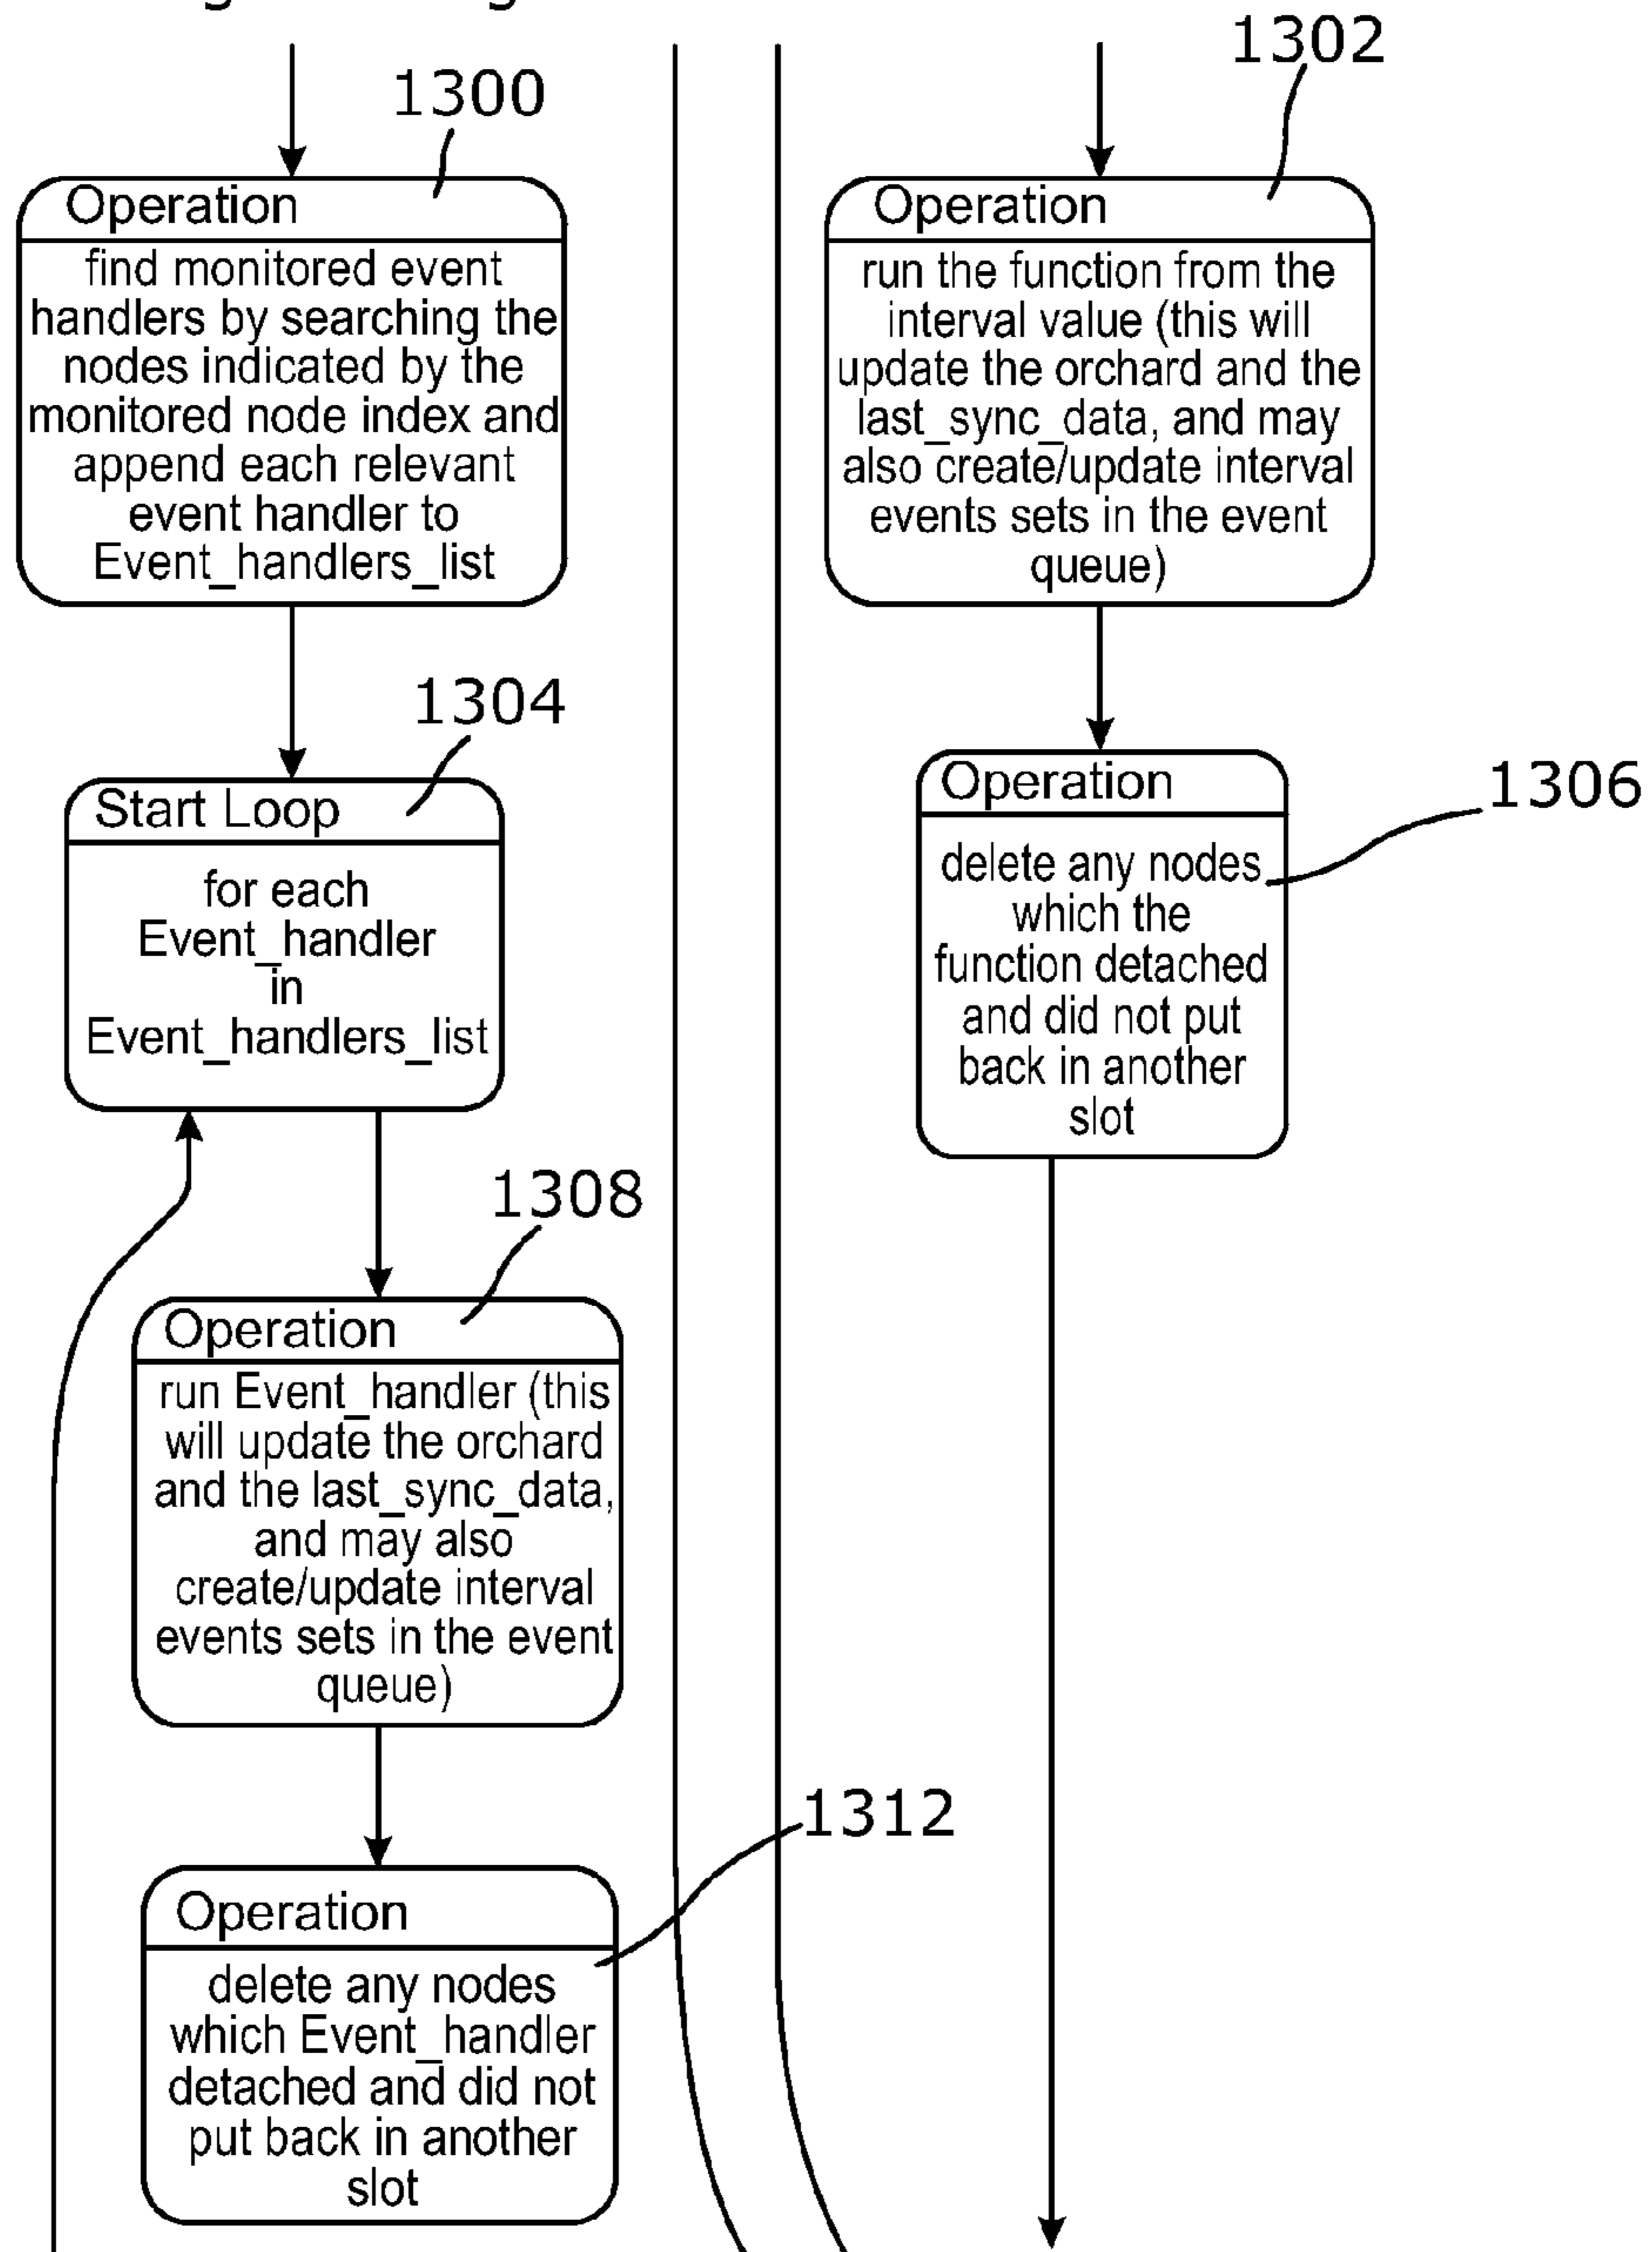 1300
Operation
find monitored event
handlers by searching the
nodes indicated by the
monitored node index and
append each relevant
event handler to
Event_handlers_list
1302
Operation
run the function from the
interval value (this will
update the orchard and the
last_sync_data, and may
also create/update interval
events sets in the event
queue)
1304
Start Loop
for each
Event_handler
in
Event_handlers_list
1306
Operation
delete any nodes
which the
function detached
and did not put
back in another
slot
1308
Operation
run Event_handler (this
will update the orchard
and the last_sync_data,
and may also
create/update interval
events sets in the event
queue)
1312
Operation
delete any nodes
which Event_handler
detached and did not
put back in another
slot